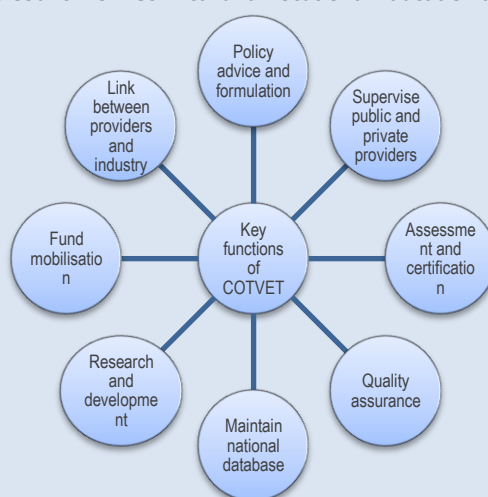 Policy
advice and
formulation
Supervise
public and
private
providers
Assessme
nt and
certificatio
n
Quality
assurance
Maintain
national
database
Research
and
developme
nt
Fund
mobilisatio
n
Link
between
providers
and
industry
Key
functions
of
COTVET